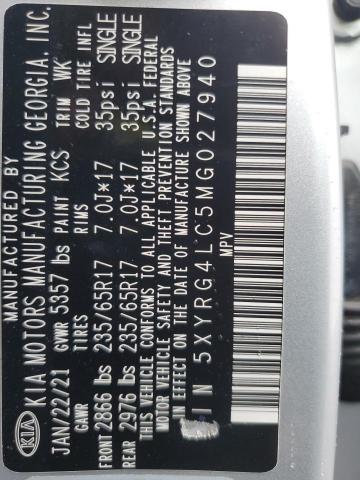 MANUFACTURED BY
KIA KIA MOTORS MANUFACTURING GEORGIA, INC.
JAN/22/21 GVWR 5357 lbs PAINT KCS TRIM WK
GAWR TIRES RIMS COLD TIRE INFL
FRONT 2866 lbs 235/65R17 7.0J*17 35psi SINGLE
REAR 2976 lbs 235/65R17 7.0J*17 35psi SINGLE
THIS VEHICLE CONFORMS TO ALL APPLICABLE U.S.A. FEDERAL
MOTOR VEHICLE SAFETY AND THEFT PREVENTION STANDARDS
IN EFFECT ON THE DATE OF MANUFACTURE SHOWN ABOVE
IN 5XYRG4LC5MG027940
MPV